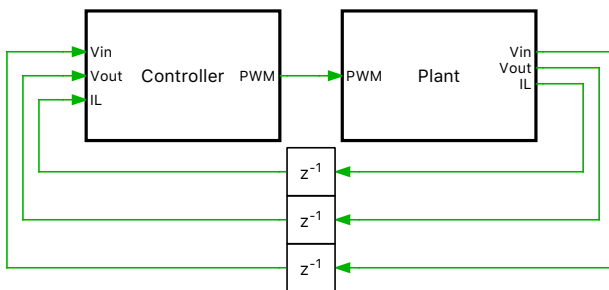 Vin
Vout
IL
Controller
PWM
PWM
Plant
Vin
Vout
IL
z⁻¹
z⁻¹
z⁻¹